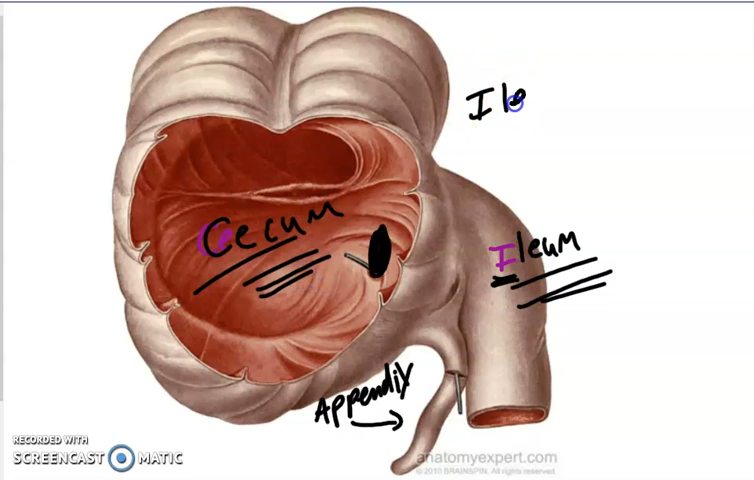 Ile
Cecum
Ileum
Appendix
RECORDED WITH
SCREENCAST MATIC
anatomyexpert.com
© 2010 BRAINSPIN. All rights reserved.